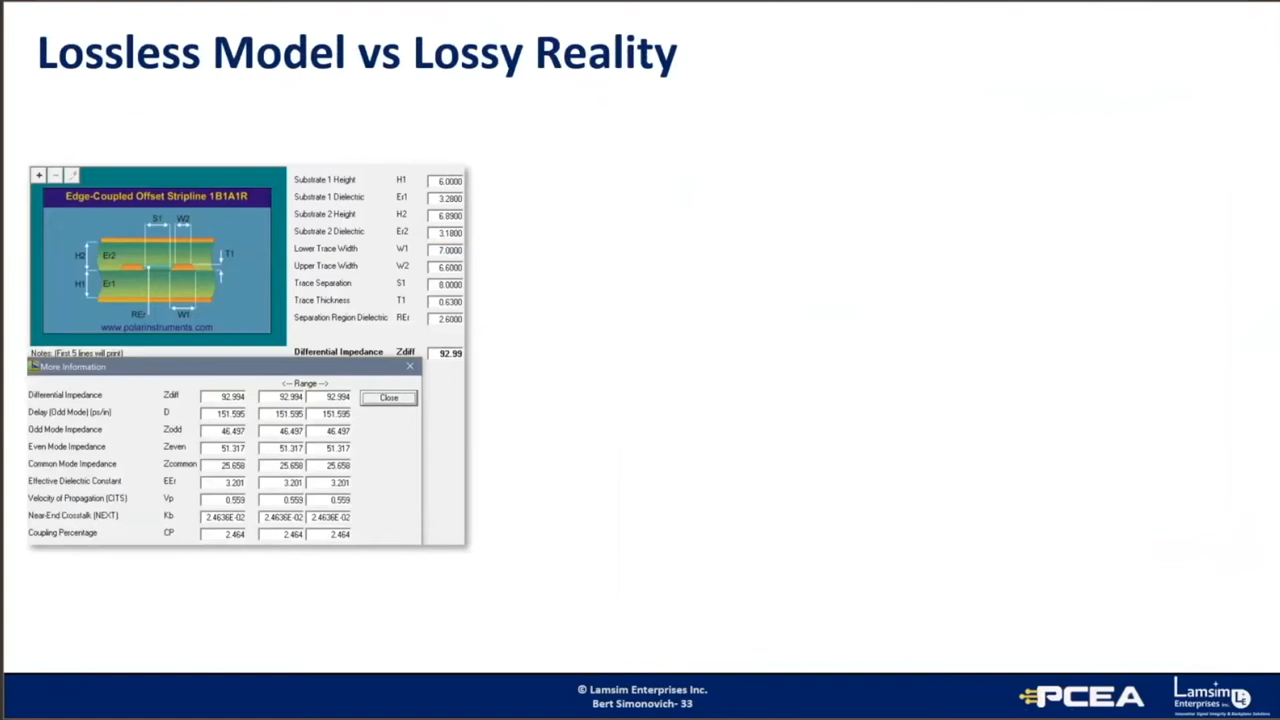 Lossless Model vs Lossy Reality
+ −
Edge-Coupled Offset Stripline 1B1A1R
S1 W2
H2 Er2 T1
H1 Er1
REr W1
www.polarinstruments.com
Substrate 1 Height H1 6.0000
Substrate 1 Dielectric Er1 3.2800
Substrate 2 Height H2 6.8900
Substrate 2 Dielectric Er2 3.1800
Lower Trace Width W1 7.0000
Upper Trace Width W2 6.6000
Trace Separation S1 8.0000
Trace Thickness T1 0.6300
Separation Region Dielectric REr 2.6000
Notes: (First 5 lines will print) Differential Impedance Zdiff 92.99
More Information
<-- Range -->
Differential Impedance Zdiff 92.994 92.994 92.994 Close
Delay (Odd Mode) (ps/in) D 151.595 151.595 151.595
Odd Mode Impedance Zodd 46.497 46.497 46.497
Even Mode Impedance Zeven 51.317 51.317 51.317
Common Mode Impedance Zcommon 25.658 25.658 25.658
Effective Dielectric Constant EEr 3.201 3.201 3.201
Velocity of Propagation (CITS) Vp 0.559 0.559 0.559
Near-End Crosstalk (NEXT) Kb 2.4636E-02 2.4636E-02 2.4636E-02
Coupling Percentage CP 2.464 2.464 2.464
© Lamsim Enterprises Inc.
Bert Simonovich- 33
PCEA
Lamsim
Enterprises Inc.
LE
Innovative Signal Integrity & Backplane Solutions